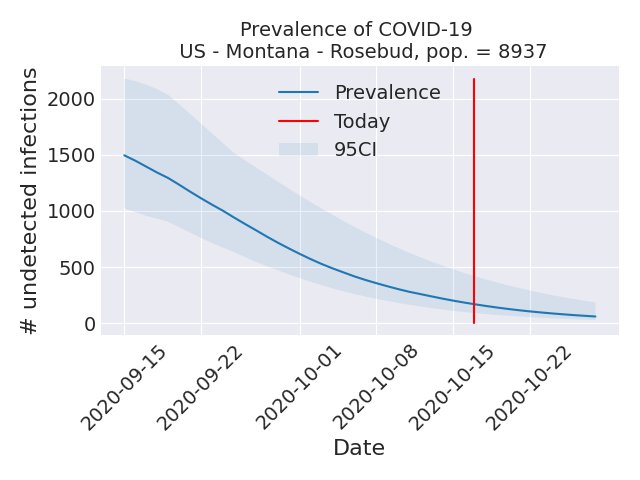 Prevalence of COVID-19
US - Montana - Rosebud, pop. = 8937
Prevalence
Today
95CI
# undetected infections
2000
1500
1000
500
0
2020-09-15
2020-09-22
2020-10-01
2020-10-08
2020-10-15
2020-10-22
Date